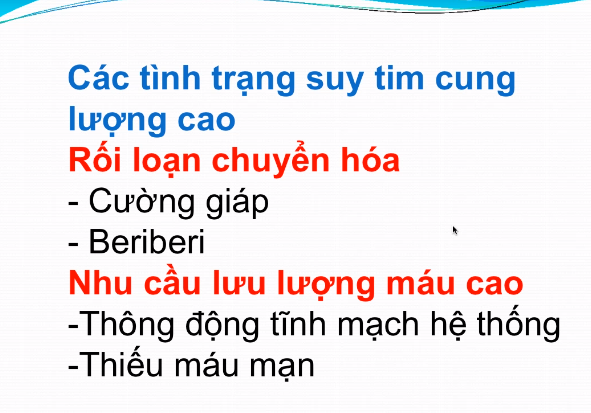 Các tình trạng suy tim cung
lượng cao
Rối loạn chuyển hóa
- Cường giáp
- Beriberi
Nhu cầu lưu lượng máu cao
-Thông động tĩnh mạch hệ thống
-Thiếu máu mạn